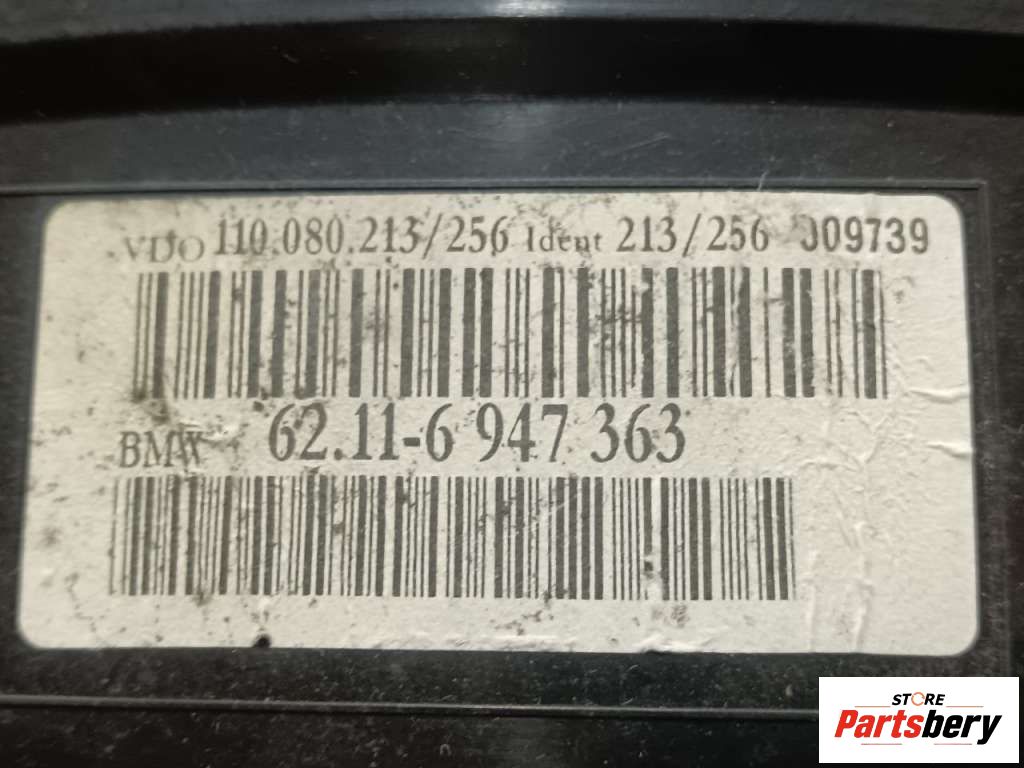 VDO 110.080.213/256 Ident 213/256 009739
BMW 62.11-6 947 363
STORE
Partsbery